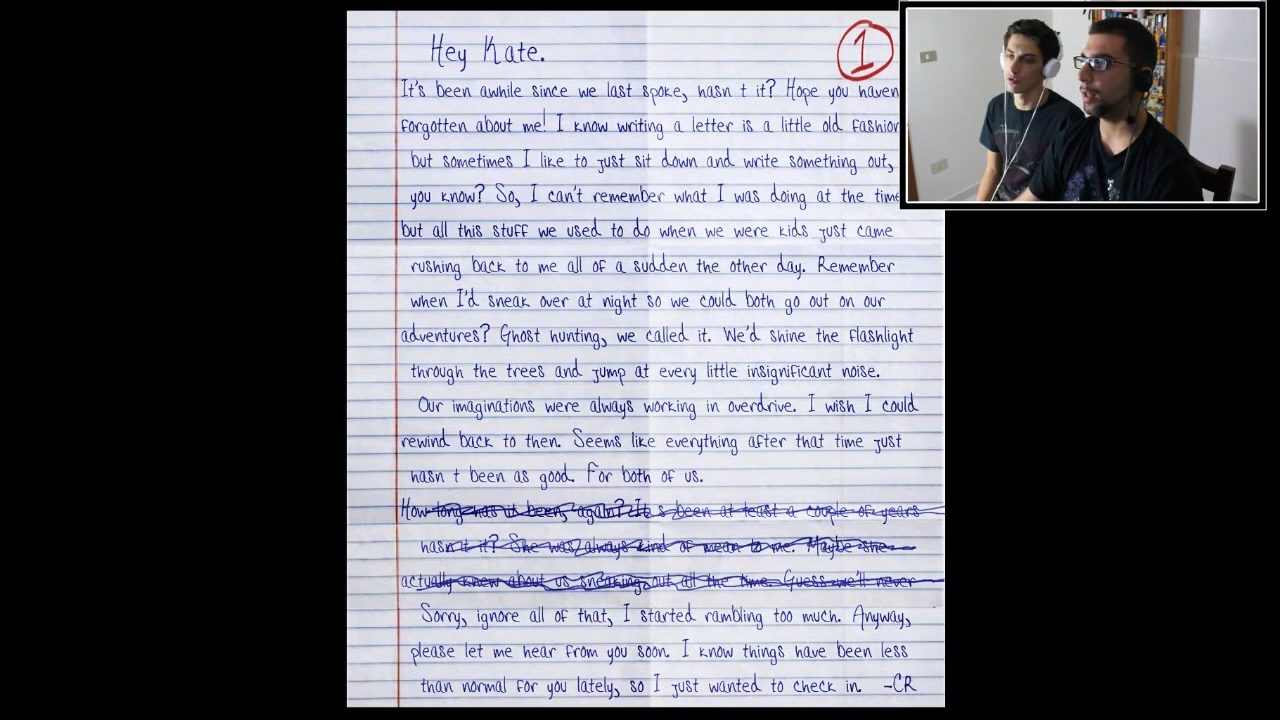 Hey Kate.
1
It's been awhile since we last spoke, hasn t it? Hope you haven
forgotten about me! I know writing a letter is a little old fashion
but sometimes I like to just sit down and write something out,
you know? So, I can't remember what I was doing at the time
but all this stuff we used to do when we were kids just came
rushing back to me all of a sudden the other day. Remember
when I'd sneak over at night so we could both go out on our
adventures? Ghost hunting, we called it. We'd shine the flashlight
through the trees and jump at every little insignificant noise.
Our imaginations were always working in overdrive. I wish I could
rewind back to then. Seems like everything after that time just
hasn t been as good. For both of us.
How long has it been, again? It s been at least a couple of years
hasn t it? She was always kind of mean to me. Maybe she
actually knew about us sneaking out all the time. Guess we'll never
Sorry, ignore all of that, I started rambling too much. Anyway,
please let me hear from you soon. I know things have been less
than normal for you lately, so I just wanted to check in. -CR